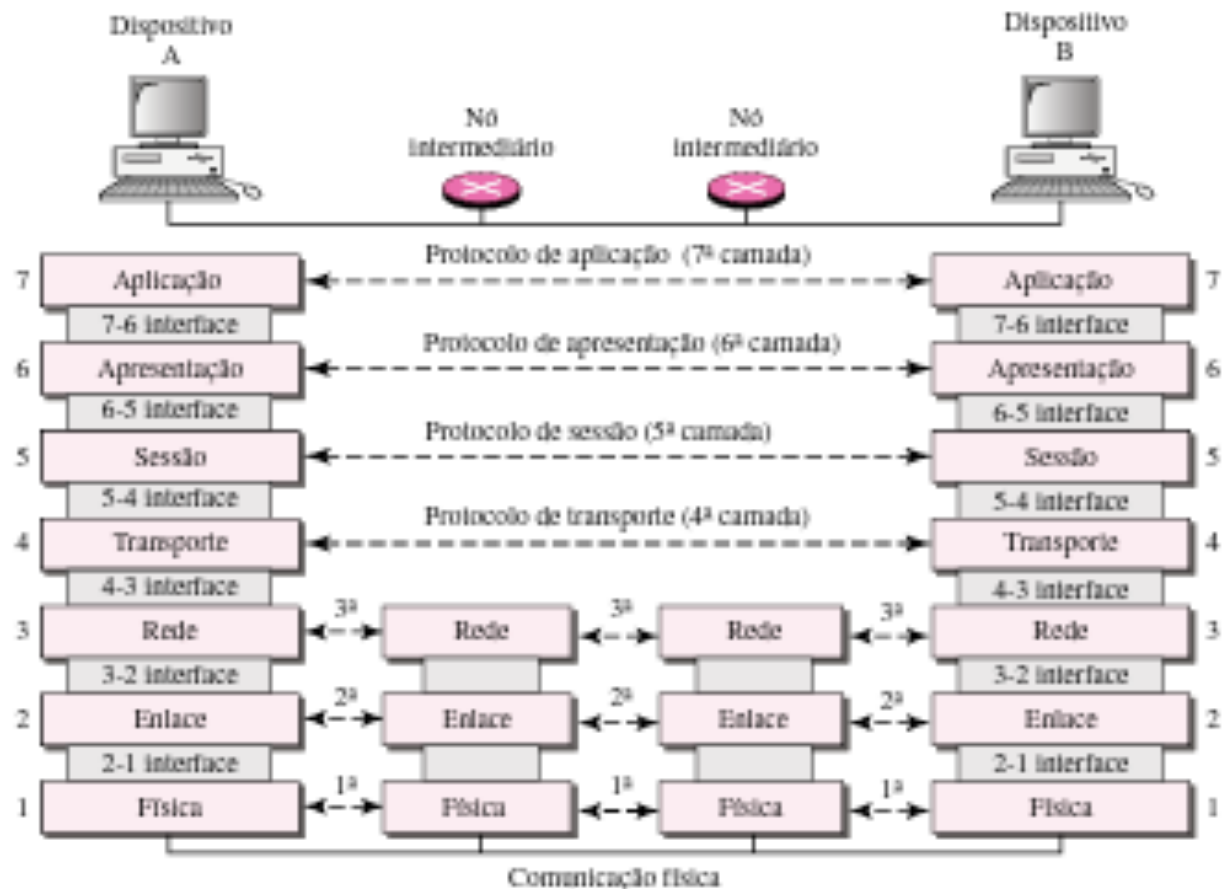 Dispositivo
A
Dispositivo
B
Nó
intermediário
Nó
intermediário
Protocolo de aplicação (7ª camada)
7 Aplicação
Aplicação 7
7-6 interface
7-6 interface
Protocolo de apresentação (6ª camada)
6 Apresentação
Apresentação 6
6-5 interface
6-5 interface
Protocolo de sessão (5ª camada)
5 Sessão
Sessão 5
5-4 interface
5-4 interface
Protocolo de transporte (4ª camada)
4 Transporte
Transporte 4
4-3 interface
4-3 interface
3 Rede 3ª Rede 3ª Rede 3ª Rede 3
3-2 interface
3-2 interface
2 Enlace 2ª Enlace 2ª Enlace 2ª Enlace 2
2-1 interface
2-1 interface
1 Física 1ª Física 1ª Física 1ª Física 1
Comunicação física